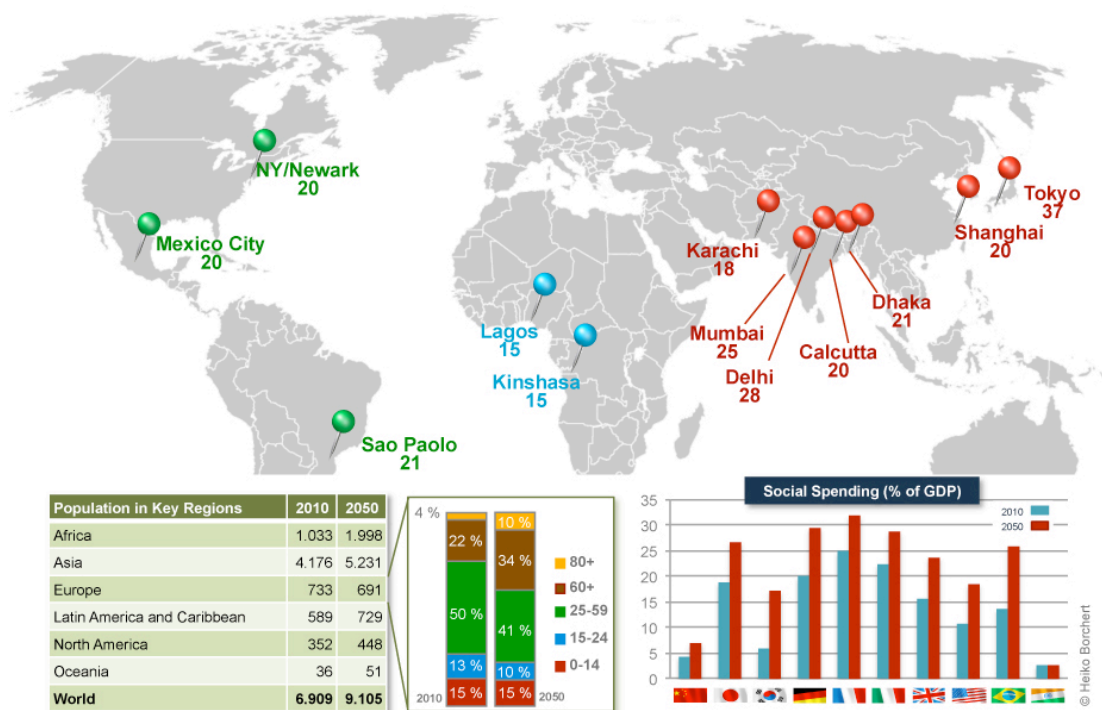 NY/Newark
20
Mexico City
20
Sao Paolo
21
Lagos
15
Kinshasa
15
Karachi
18
Mumbai
25
Delhi
28
Calcutta
20
Dhaka
21
Shanghai
20
Tokyo
37
Population in Key Regions 2010 2050
Africa 1.033 1.998
Asia 4.176 5.231
Europe 733 691
Latin America and Caribbean 589 729
North America 352 448
Oceania 36 51
World 6.909 9.105
4 % 10 %
22 % 34 %
50 % 41 %
13 % 10 %
15 % 15 %
2010 2050
80+
60+
25-59
15-24
0-14
Social Spending (% of GDP)
2010
2050
35
30
25
20
15
10
5
0
© Heiko Borchert